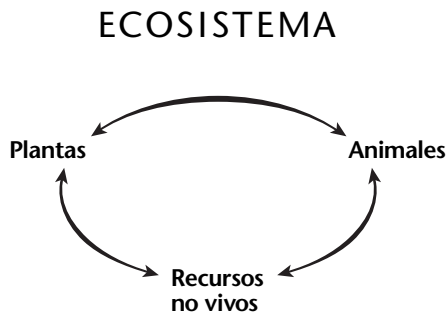 ECOSISTEMA
Plantas
Animales
Recursos
no vivos